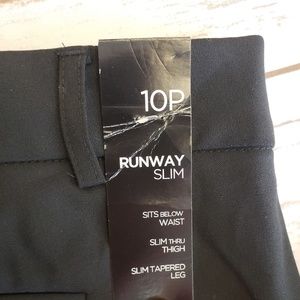 10P
RUNWAY
SLIM
SITS BELOW
WAIST
SLIM THRU
THIGH
SLIM TAPERED
LEG